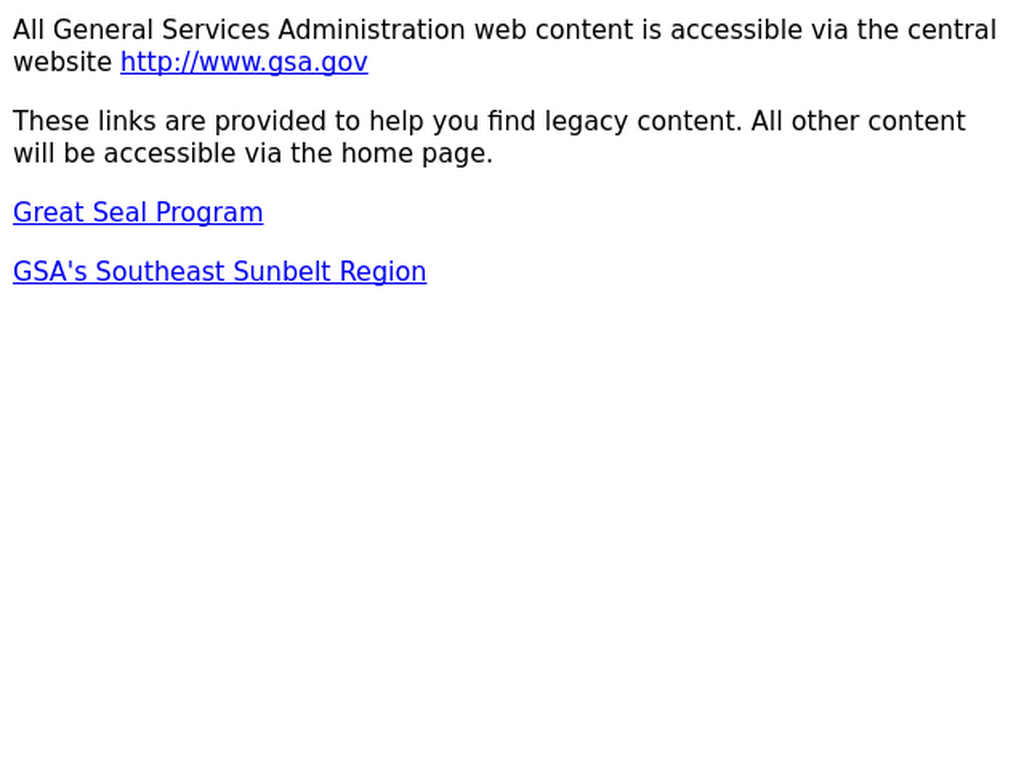 All General Services Administration web content is accessible via the central
website http://www.gsa.gov
These links are provided to help you find legacy content. All other content
will be accessible via the home page.
Great Seal Program
GSA's Southeast Sunbelt Region